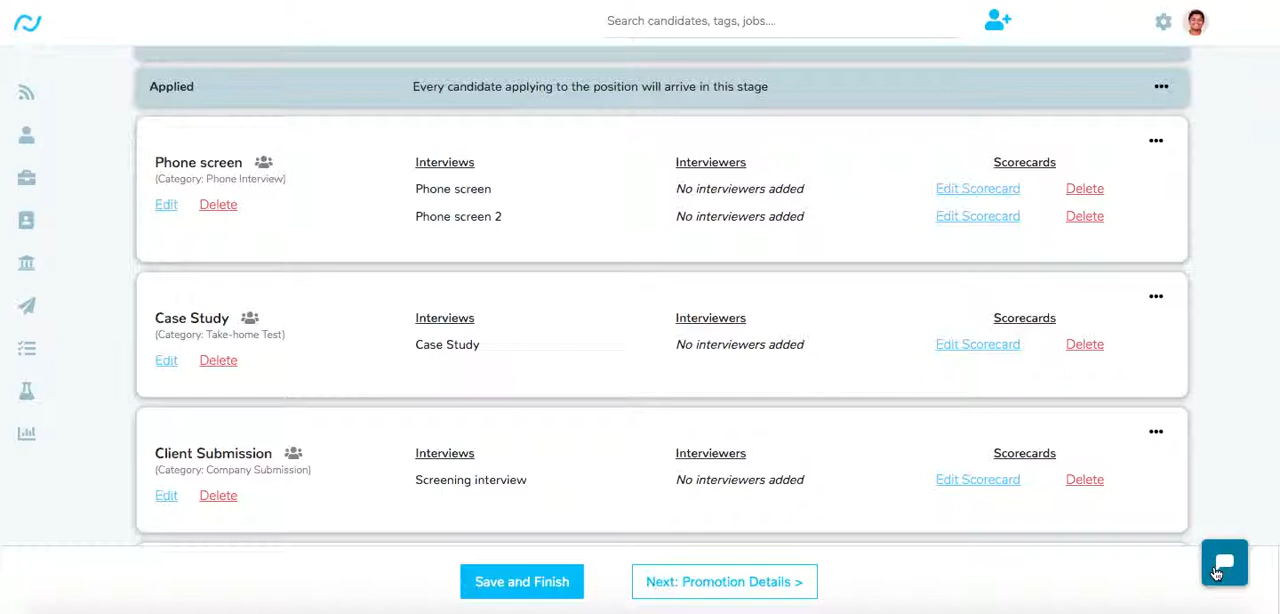 Search candidates, tags, jobs....
Applied Every candidate applying to the position will arrive in this stage
Phone screen Interviews Interviewers Scorecards
(Category: Phone Interview)
Phone screen No interviewers added Edit Scorecard Delete
Edit Delete
Phone screen 2 No interviewers added Edit Scorecard Delete
Case Study Interviews Interviewers Scorecards
(Category: Take-home Test)
Case Study No interviewers added Edit Scorecard Delete
Edit Delete
Client Submission Interviews Interviewers Scorecards
(Category: Company Submission)
Screening interview No interviewers added Edit Scorecard Delete
Edit Delete
Save and Finish Next: Promotion Details >